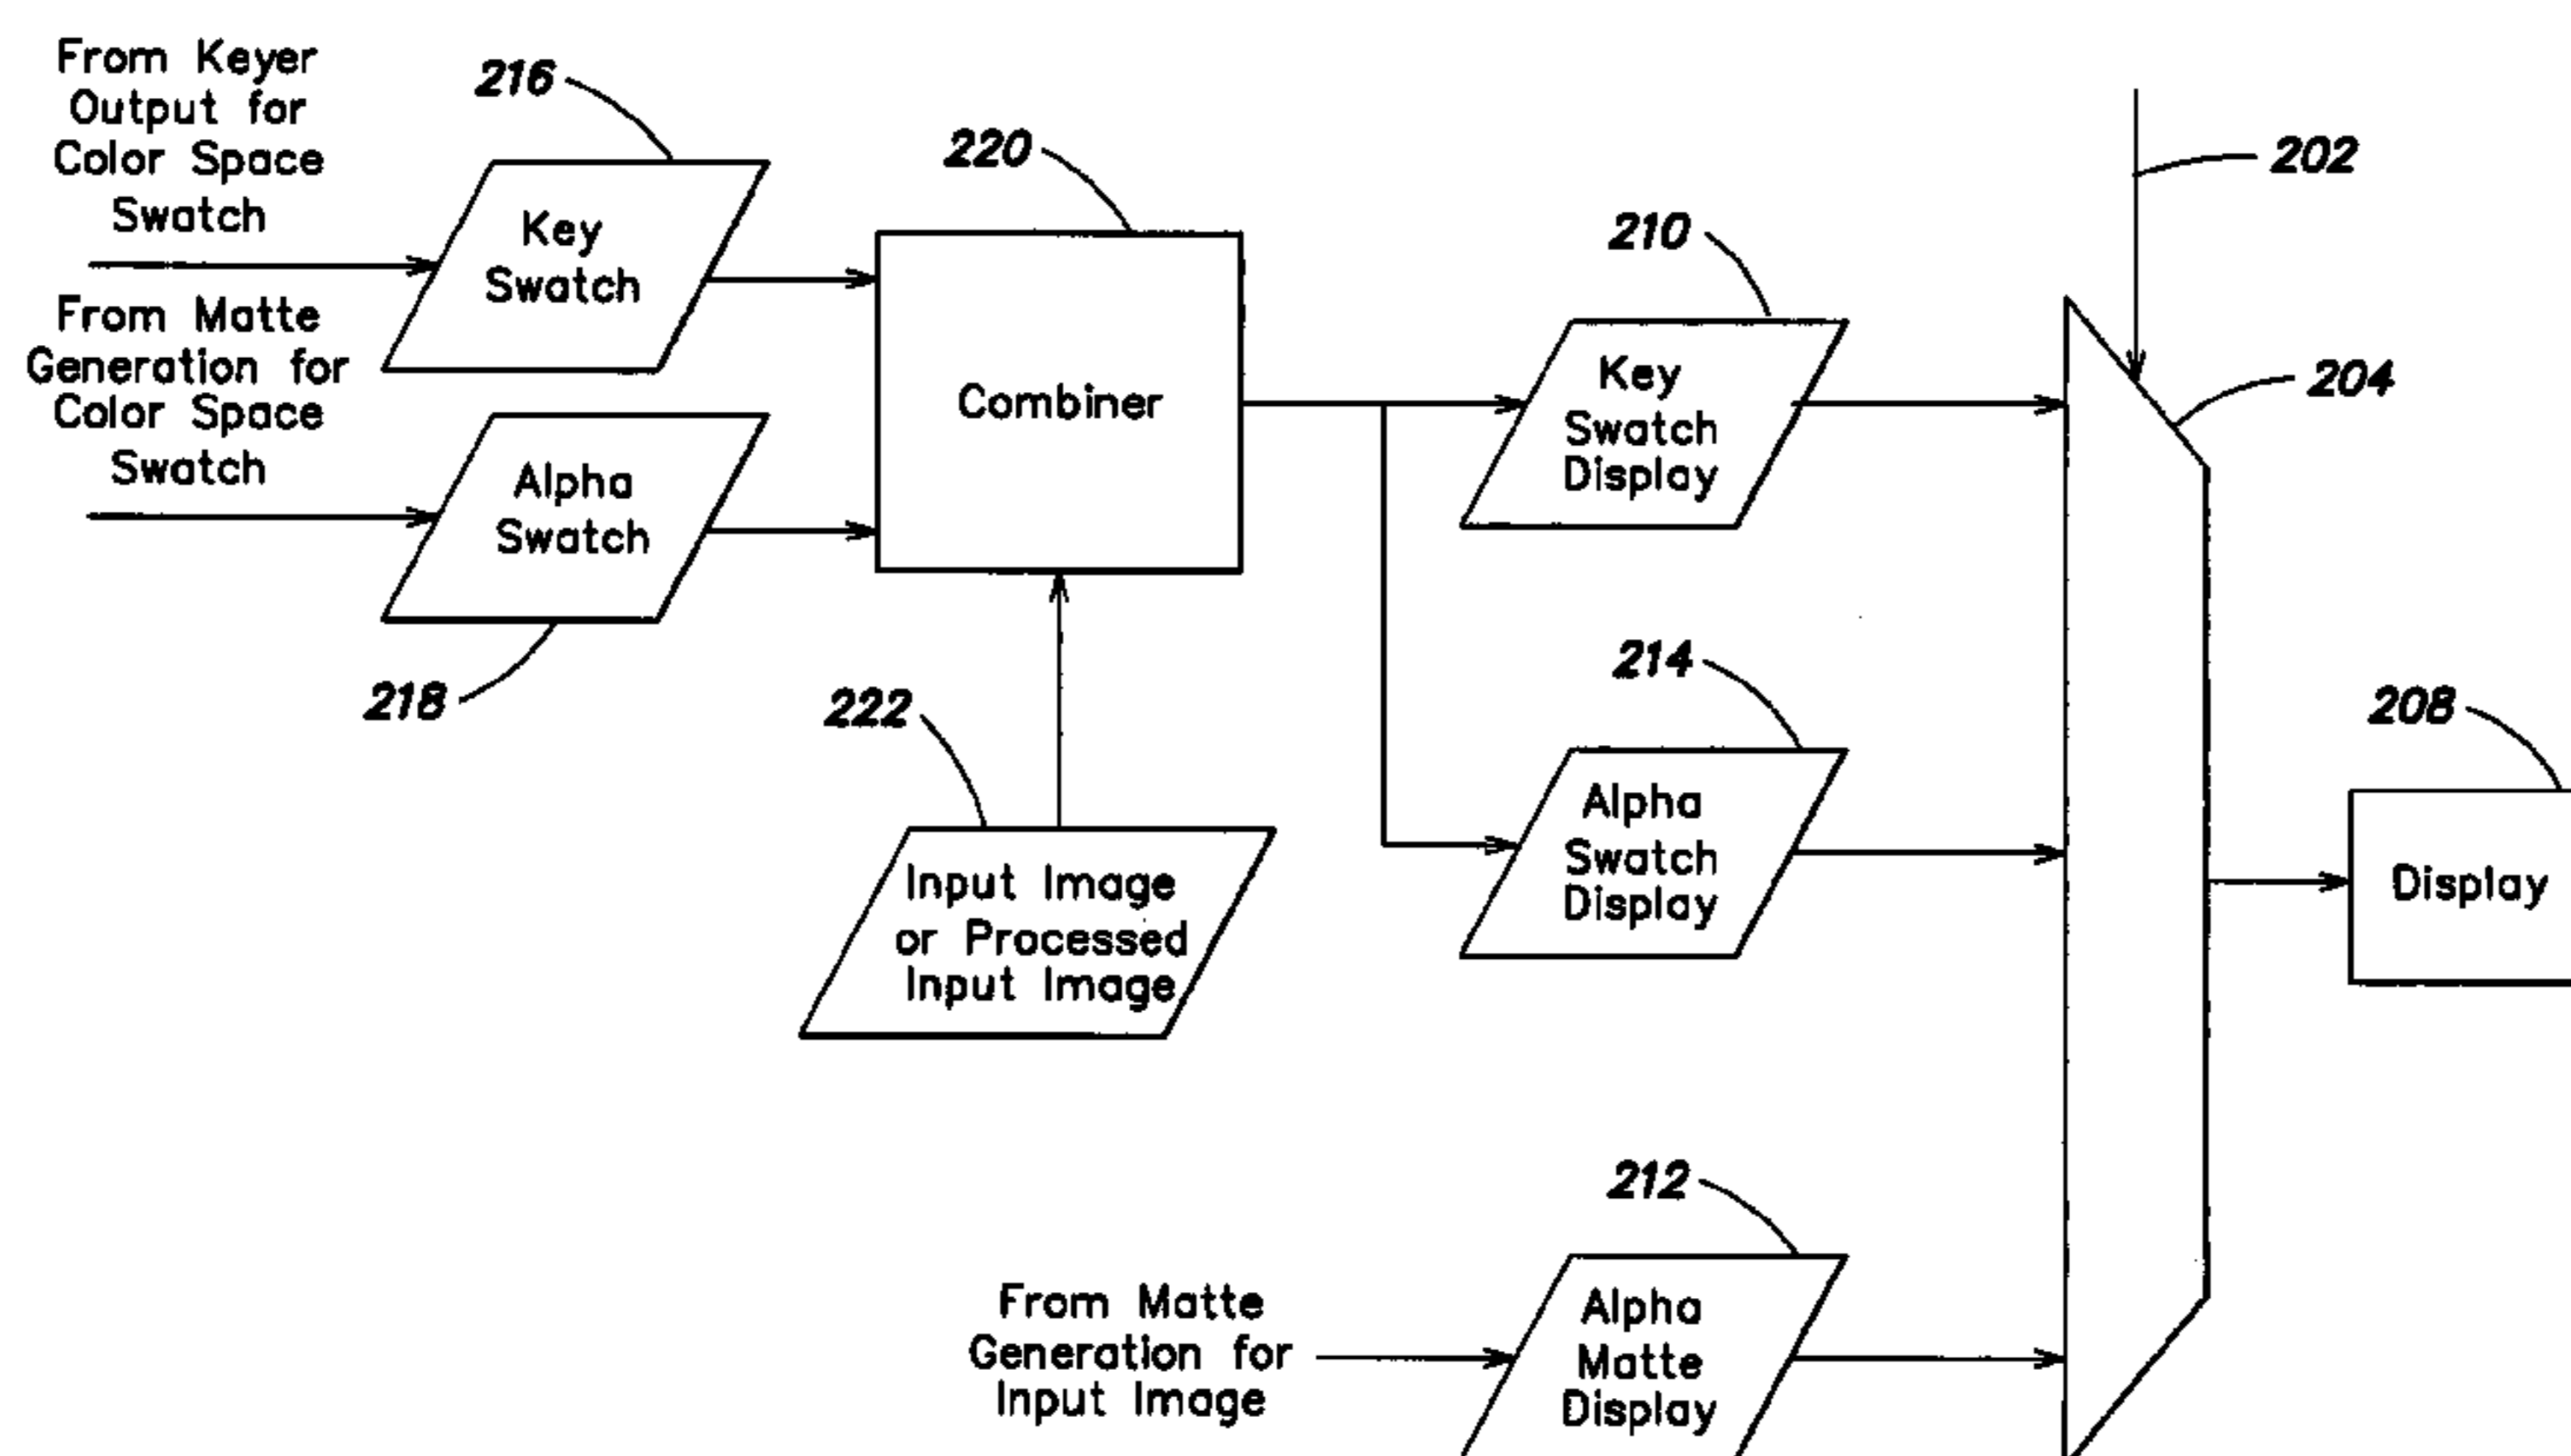 From Keyer
Output for
Color Space
Swatch
216
Key
Swatch
From Matte
Generation for
Color Space
Swatch
Alpha
Swatch
218
220
Combiner
222
Input Image
or Processed
Input Image
210
Key
Swatch
Display
214
Alpha
Swatch
Display
212
From Matte
Generation for
Input Image
Alpha
Matte
Display
202
204
208
Display